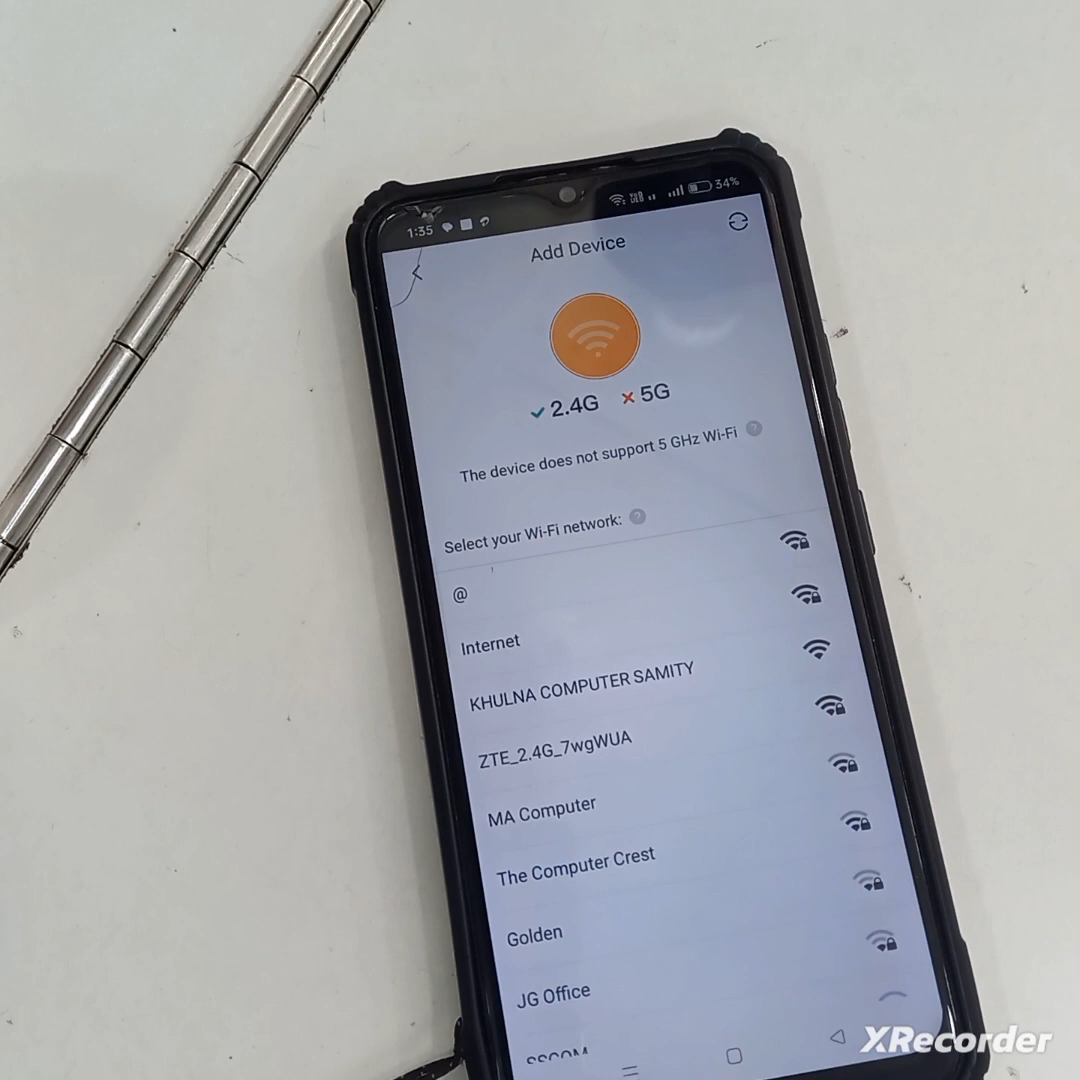 1:35
34%
Add Device
2.4G 5G
The device does not support 5 GHz Wi-Fi ?
Select your Wi-Fi network: ?
@
Internet
KHULNA COMPUTER SAMITY
ZTE_2.4G_7wgWUA
MA Computer
The Computer Crest
Golden
JG Office
XRecorder